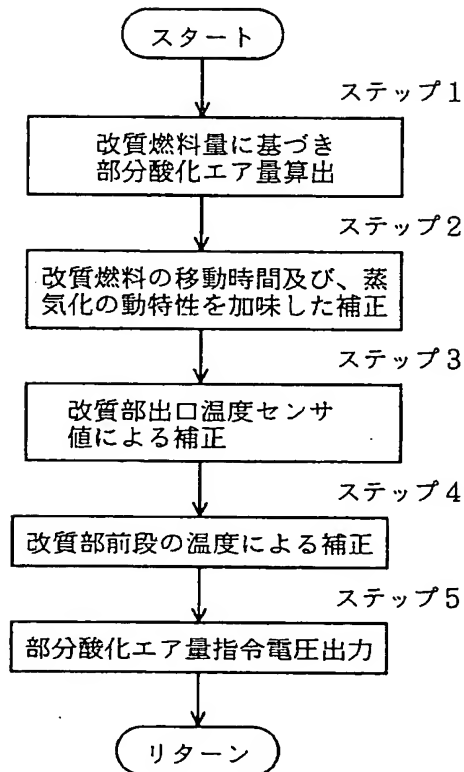 スタート
ステップ1
改質燃料量に基づき
部分酸化エア量算出
ステップ2
改質燃料の移動時間及び、蒸
気化の動特性を加味した補正
ステップ3
改質部出口温度センサ
値による補正
ステップ4
改質部前段の温度による補正
ステップ5
部分酸化エア量指令電圧出力
リターン